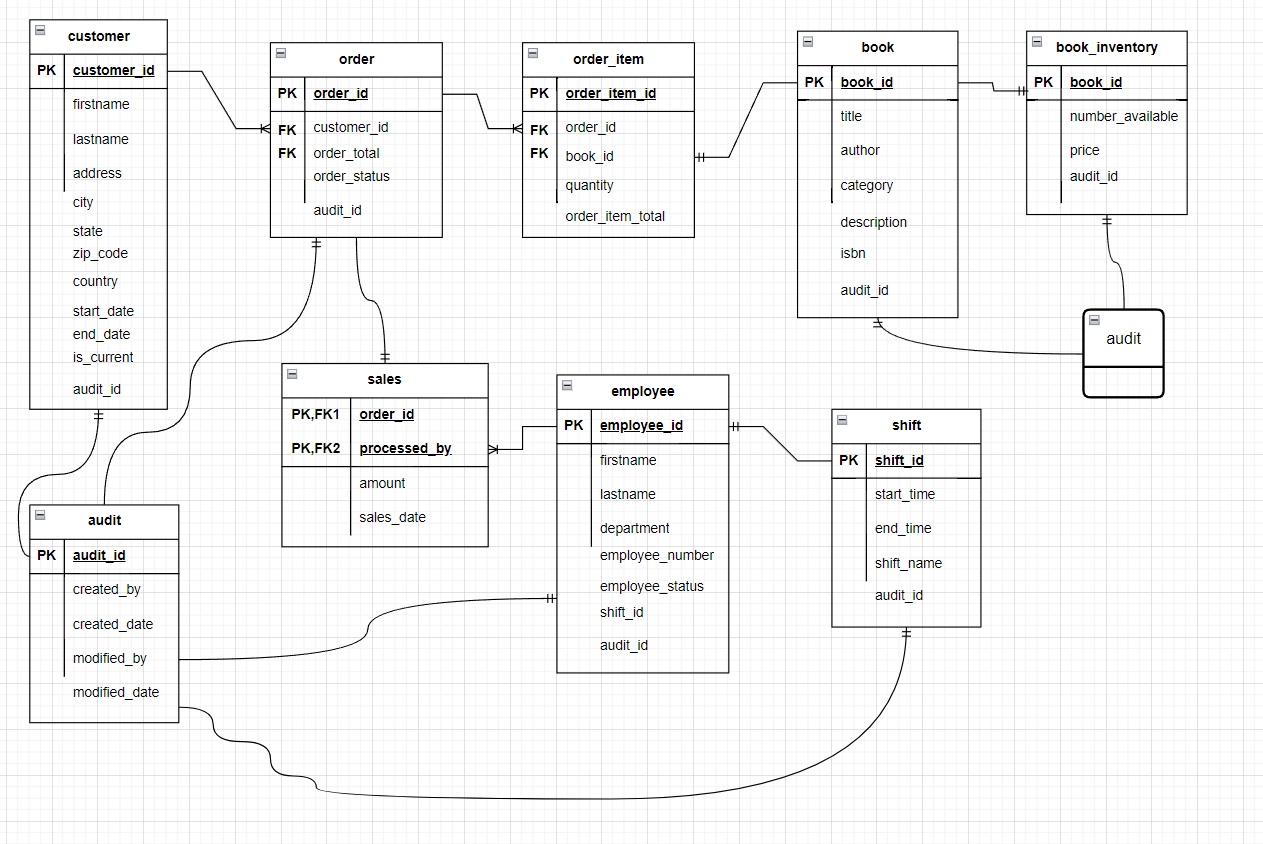 customer
PK customer_id
firstname
lastname
address
city
state
zip_code
country
start_date
end_date
is_current
audit_id
order
PK order_id
FK customer_id
FK order_total
order_status
audit_id
order_item
PK order_item_id
FK order_id
FK book_id
quantity
order_item_total
book
PK book_id
title
author
category
description
isbn
audit_id
book_inventory
PK book_id
number_available
price
audit_id
audit
sales
PK,FK1 order_id
PK,FK2 processed_by
amount
sales_date
employee
PK employee_id
firstname
lastname
department
employee_number
employee_status
shift_id
audit_id
shift
PK shift_id
start_time
end_time
shift_name
audit_id
audit
PK audit_id
created_by
created_date
modified_by
modified_date